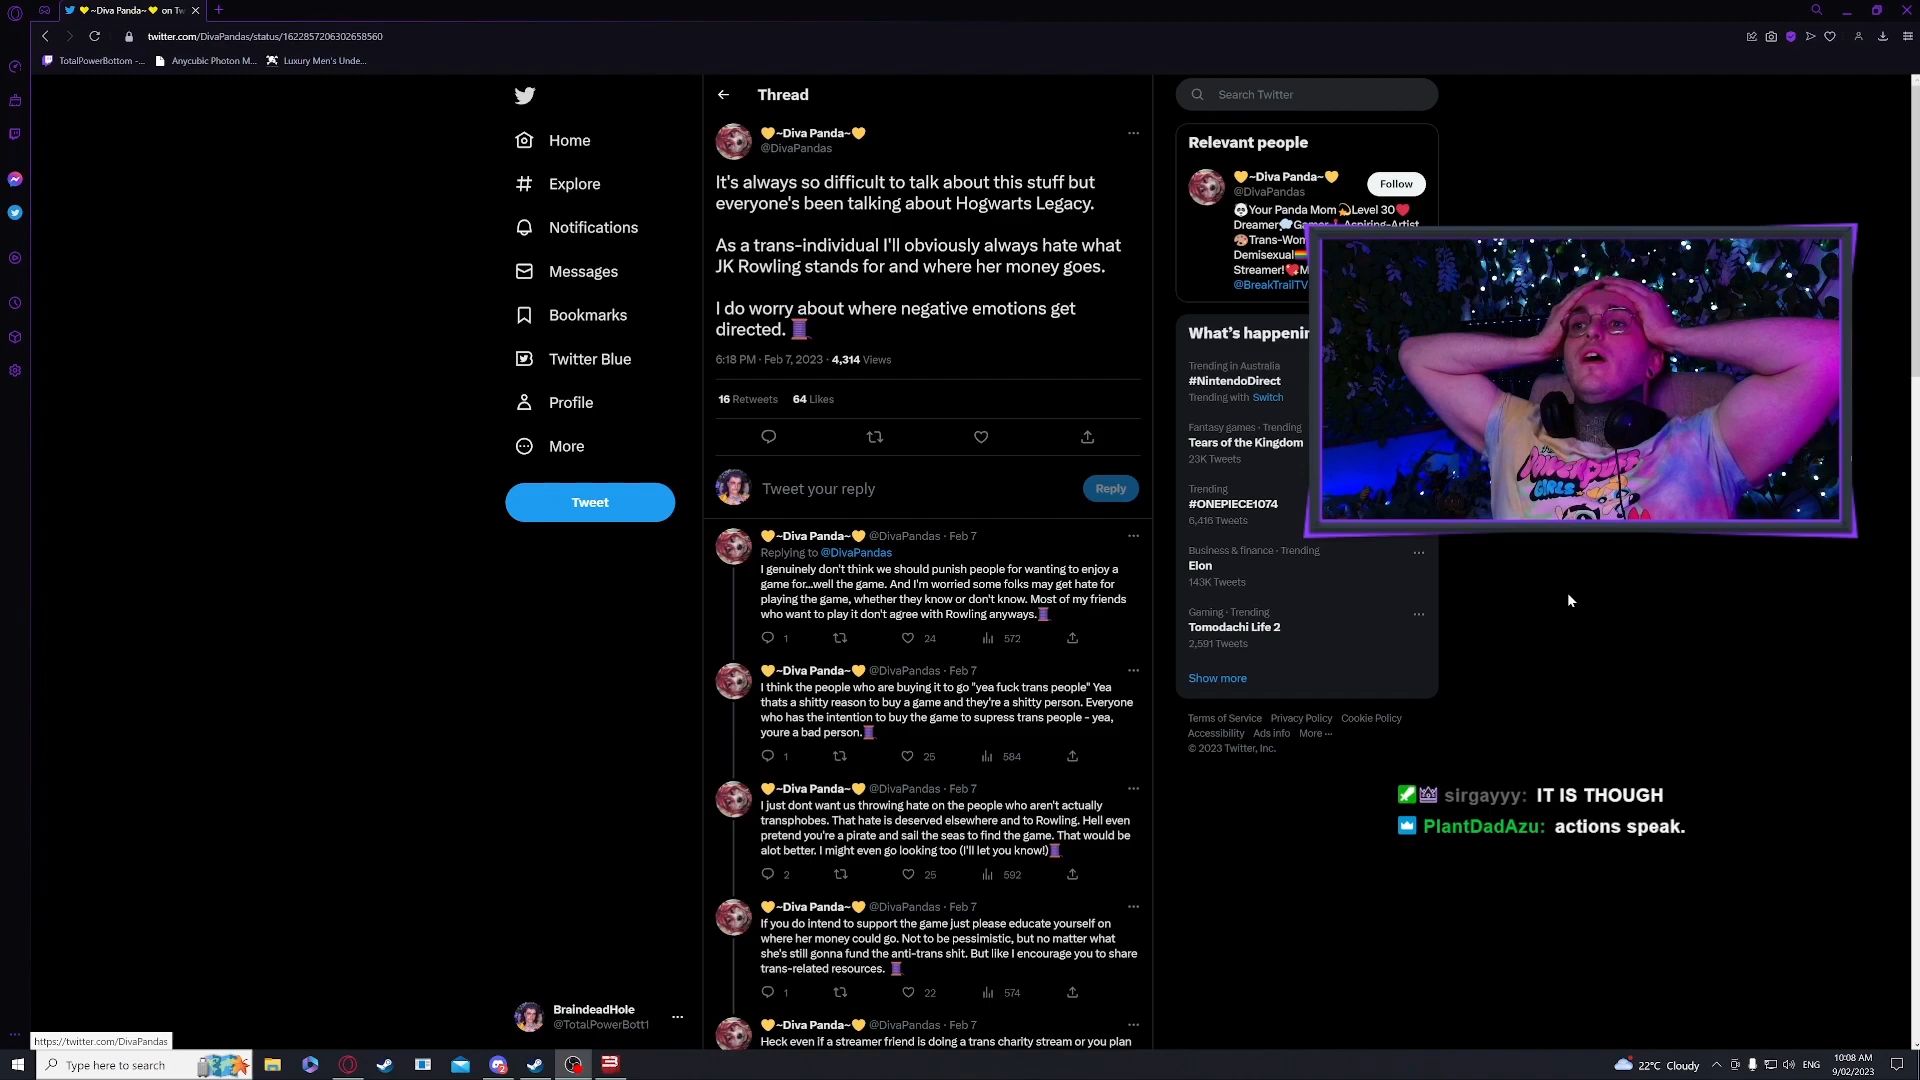 💛~Diva Panda~💛 on Tw
twitter.com/DivaPandas/status/1622857206302658560
TotalPowerBottom -... Anycubic Photon M... Luxury Men's Unde...
Home
Explore
Notifications
Messages
Bookmarks
Twitter Blue
Profile
More
Tweet
BraindeadHole
@TotalPowerBott1
Thread
💛~Diva Panda~💛
@DivaPandas
It's always so difficult to talk about this stuff but
everyone's been talking about Hogwarts Legacy.
As a trans-individual I'll obviously always hate what
JK Rowling stands for and where her money goes.
I do worry about where negative emotions get
directed. 🧵
6:18 PM · Feb 7, 2023 · 4,314 Views
16 Retweets 64 Likes
Tweet your reply
Reply
💛~Diva Panda~💛 @DivaPandas · Feb 7
Replying to @DivaPandas
I genuinely don't think we should punish people for wanting to enjoy a
game for...well the game. And I'm worried some folks may get hate for
playing the game, whether they know or don't know. Most of my friends
who want to play it don't agree with Rowling anyways.🧵
1 24 572
💛~Diva Panda~💛 @DivaPandas · Feb 7
I think the people who are buying it to go "yea fuck trans people" Yea
thats a shitty reason to buy a game and they're a shitty person. Everyone
who has the intention to buy the game to supress trans people - yea,
youre a bad person.🧵
1 25 584
💛~Diva Panda~💛 @DivaPandas · Feb 7
I just dont want us throwing hate on the people who aren't actually
transphobes. That hate is deserved elsewhere and to Rowling. Hell even
pretend you're a pirate and sail the seas to find the game. That would be
alot better. I might even go looking too (I'll let you know!)🧵
2 25 592
💛~Diva Panda~💛 @DivaPandas · Feb 7
If you do intend to support the game just please educate yourself on
where her money could go. Not to be pessimistic, but no matter what
she's still gonna fund the anti-trans shit. But like I encourage you to share
trans-related resources. 🧵
1 22 574
💛~Diva Panda~💛 @DivaPandas · Feb 7
Heck even if a streamer friend is doing a trans charity stream or you plan
Search Twitter
Relevant people
💛~Diva Panda~💛
@DivaPandas
Follow
🐼Your Panda Mom💫Level 30❤️
Dreamer💭Gamer Aspiring-Artist
🎨Trans-Wom
Demisexual🏳️‍🌈
Streamer!💖M
@BreakTrailTV
What's happenin
Trending in Australia
#NintendoDirect
Trending with Switch
Fantasy games · Trending
Tears of the Kingdom
23K Tweets
Trending
#ONEPIECE1074
6,416 Tweets
Business & finance · Trending
Elon
143K Tweets
Gaming · Trending
Tomodachi Life 2
2,591 Tweets
Show more
Terms of Service Privacy Policy Cookie Policy
Accessibility Ads info More ···
© 2023 Twitter, Inc.
POWERPUFF
GIRLS
sirgayyy: IT IS THOUGH
PlantDadAzu: actions speak.
https://twitter.com/DivaPandas
Type here to search
22°C Cloudy
ENG
10:08 AM
9/02/2023